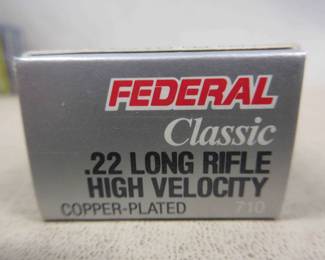 FEDERAL
Classic
.22 LONG RIFLE
HIGH VELOCITY
COPPER-PLATED 710